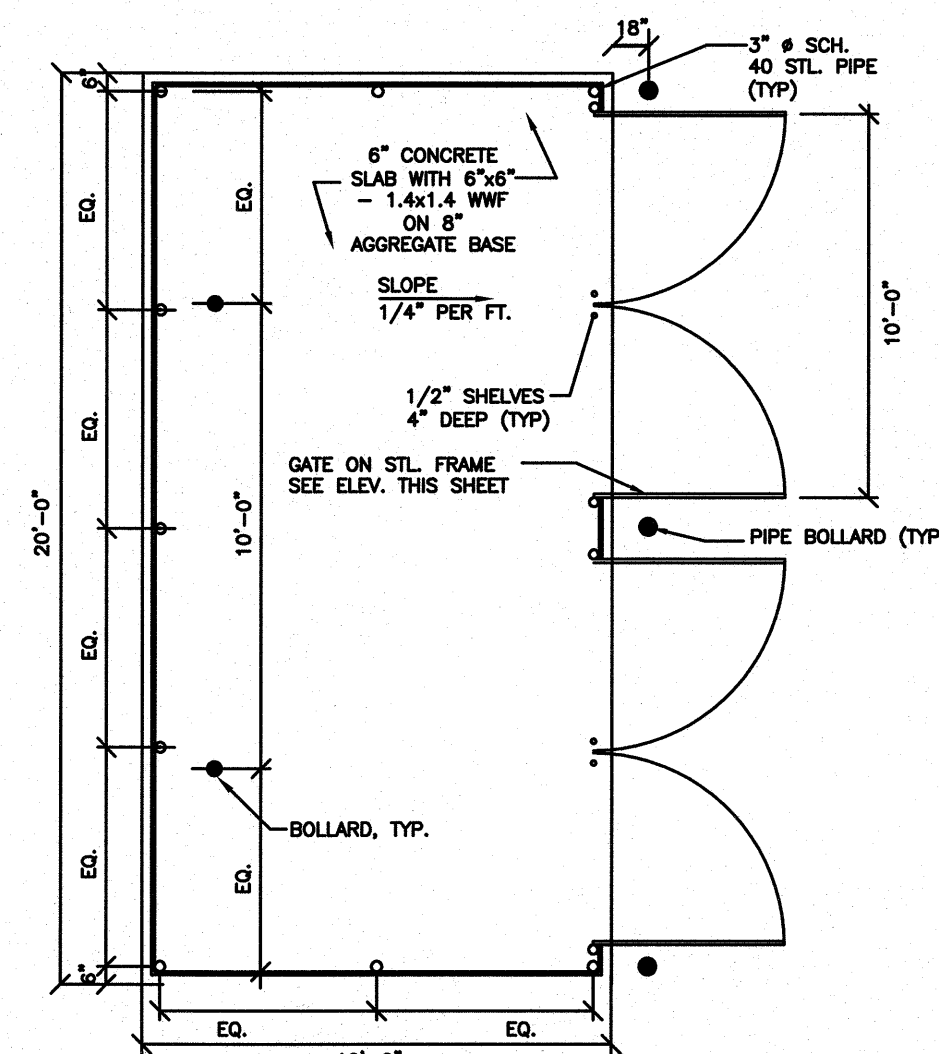 18"
3" ø SCH.
40 STL. PIPE
(TYP)
6"
EQ.
EQ.
6" CONCRETE
SLAB WITH 6"x6"
– 1.4x1.4 WWF
ON 8"
AGGREGATE BASE
SLOPE
1/4" PER FT.
10'–0"
1/2" SHELVES
4" DEEP (TYP)
EQ.
GATE ON STL. FRAME
SEE ELEV. THIS SHEET
20'–0"
10'–0"
PIPE BOLLARD (TYP
EQ.
BOLLARD, TYP.
EQ.
EQ.
6"
EQ.
EQ.